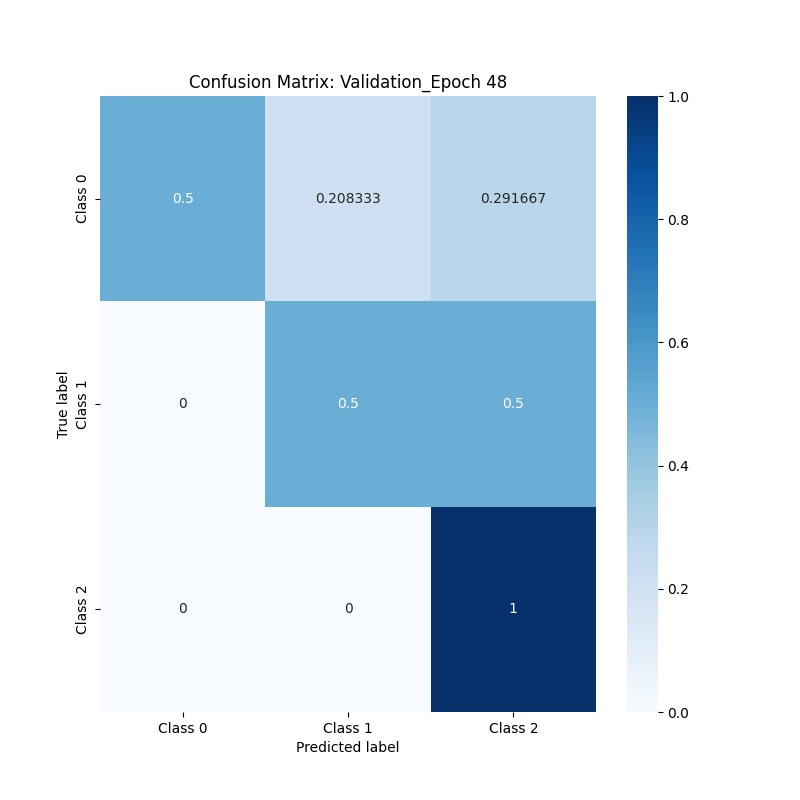 Confusion Matrix: Validation_Epoch 48
Class 0
0.5
0.208333
0.291667
True label
Class 1
0
0.5
0.5
Class 2
0
0
1
Class 0
Class 1
Class 2
Predicted label
1.0
0.8
0.6
0.4
0.2
0.0